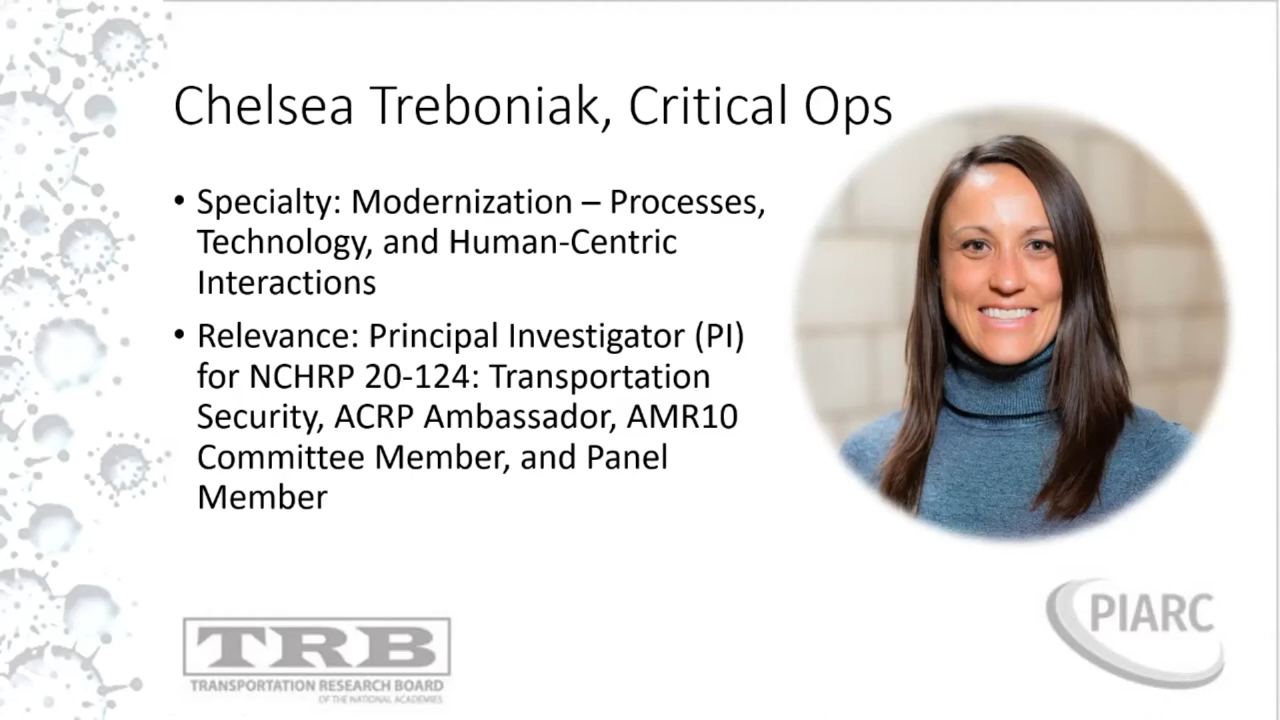 Chelsea Treboniak, Critical Ops
• Specialty: Modernization – Processes,
Technology, and Human-Centric
Interactions
• Relevance: Principal Investigator (PI)
for NCHRP 20-124: Transportation
Security, ACRP Ambassador, AMR10
Committee Member, and Panel
Member
TRB
TRANSPORTATION RESEARCH BOARD
OF THE NATIONAL ACADEMIES
PIARC